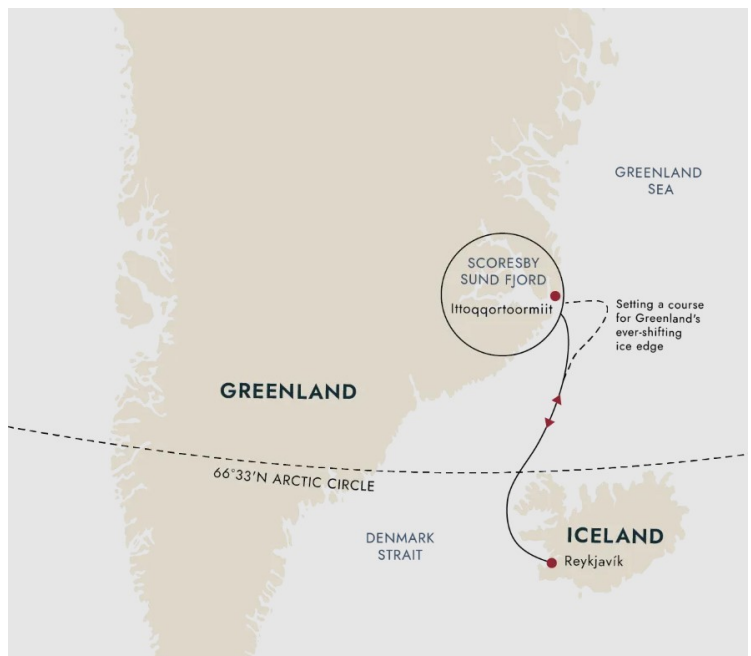 GREENLAND
SEA
SCORESBY
SUND FJORD
Ittoqqortoormiit
Setting a course
for Greenland's
ever-shifting
ice edge
GREENLAND
66°33'N ARCTIC CIRCLE
DENMARK
STRAIT
ICELAND
Reykjavík